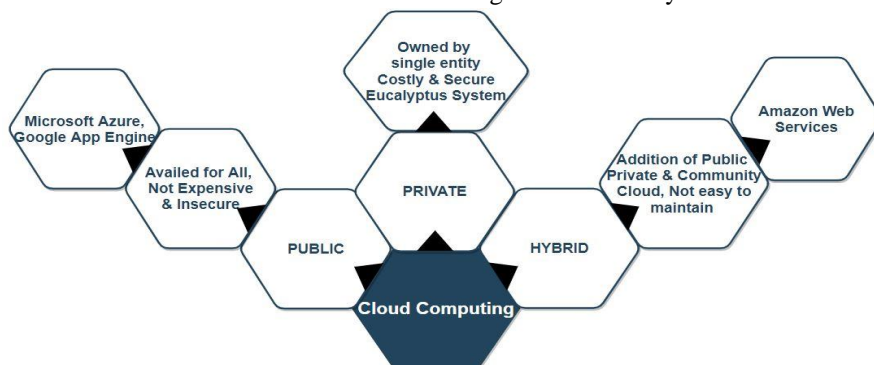 Owned by
single entity
Costly & Secure
Eucalyptus System
Microsoft Azure,
Google App Engine
Amazon Web
Services
Availed for All,
Not Expensive
& Insecure
Addition of Public
Private & Community
Cloud, Not easy to
maintain
PRIVATE
PUBLIC
HYBRID
Cloud Computing